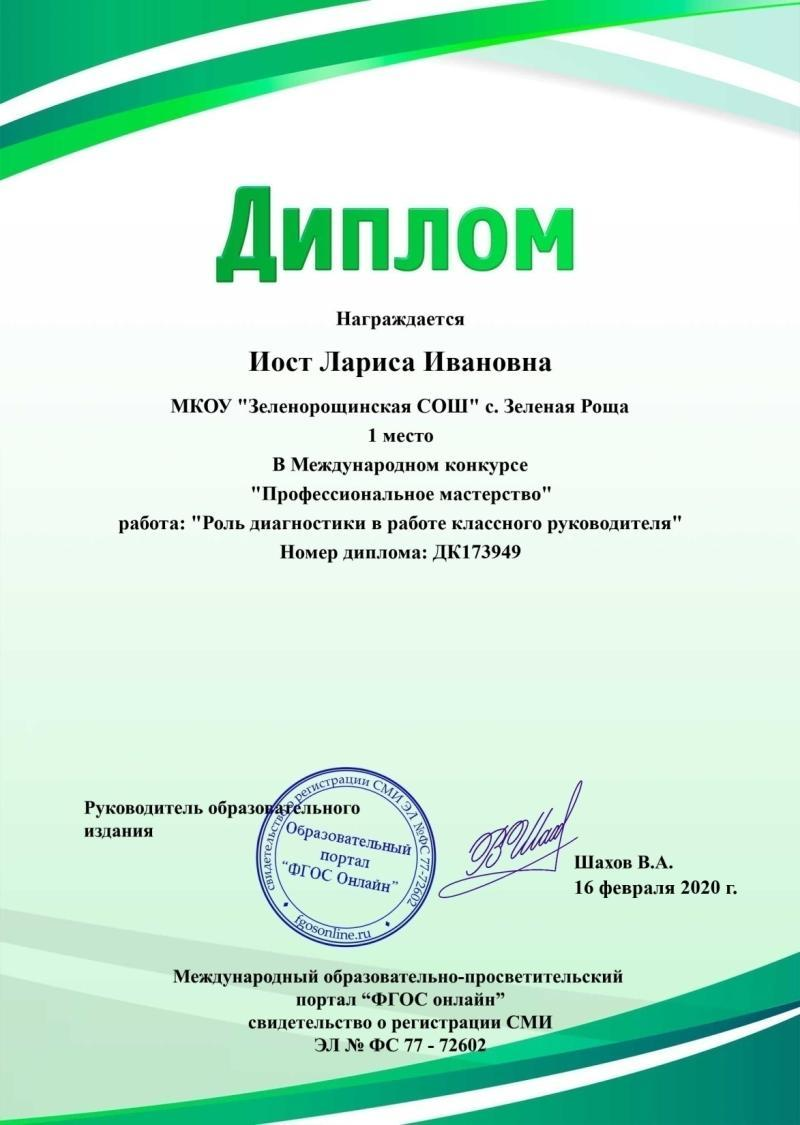 Диплом
Награждается
Иост Лариса Ивановна
МКОУ "Зеленорощинская СОШ" с. Зеленая Роща
1 место
В Международном конкурсе
"Профессиональное мастерство"
работа: "Роль диагностики в работе классного руководителя"
Номер диплома: ДК173949
Руководитель образовательного
издания
свидетельство о регистрации СМИ ЭЛ №ФС 77-72602
Образовательный
портал
“ФГОС Онлайн”
fgosonline.ru
ВШах
Шахов В.А.
16 февраля 2020 г.
Международный образовательно-просветительский
портал “ФГОС онлайн”
свидетельство о регистрации СМИ
ЭЛ № ФС 77 - 72602